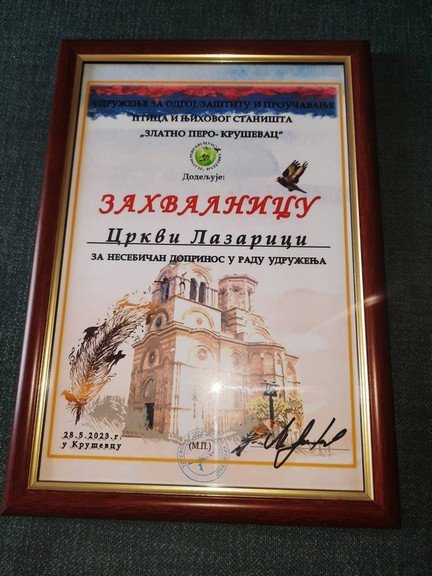 УДРУЖЕЊЕ ЗА ОДГОЈ, ЗАШТИТУ И ПРОУЧАВАЊЕ
ПТИЦА И ЊИХОВОГ СТАНИШТА
„ЗЛАТНО ПЕРО- КРУШЕВАЦ“
Додељује:
ЗАХВАЛНИЦУ
Цркви Лазарици
ЗА НЕСЕБИЧАН ДОПРИНОС У РАДУ УДРУЖЕЊА
28.5.2023.г.
у Крушевцу
(М.П.)